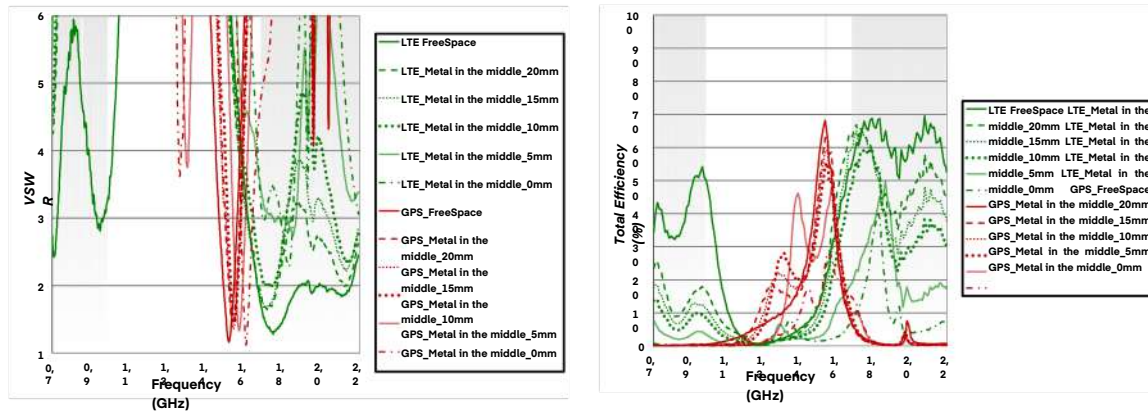 6
5
4
3
2
1
VSW
R
0,
7
0,
9
1,
1
1,
3
1,
4
1,
6
1,
8
2,
0
2,
2
Frequency
(GHz)
LTE FreeSpace
LTE_Metal in the middle_20mm
LTE_Metal in the middle_15mm
LTE_Metal in the middle_10mm
LTE_Metal in the middle_5mm
LTE_Metal in the middle_0mm
GPS_FreeSpace
GPS_Metal in the
middle_20mm
GPS_Metal in the
middle_15mm
GPS_Metal in the
middle_10mm
GPS_Metal in the middle_5mm
GPS_Metal in the middle_0mm
10
0
9
0
8
0
7
0
6
0
5
0
4
0
3
0
2
0
1
0
0
Total Efficiency
(%)
0,
7
0,
9
1,
1
1,
3
1,
4
1,
6
1,
8
2,
0
2,
2
Frequency
(GHz)
LTE FreeSpace LTE_Metal in the
middle_20mm LTE_Metal in the
middle_15mm LTE_Metal in the
middle_10mm LTE_Metal in the
middle_5mm LTE_Metal in the
middle_0mm GPS_FreeSpace
GPS_Metal in the middle_20mm
GPS_Metal in the middle_15mm
GPS_Metal in the middle_10mm
GPS_Metal in the middle_5mm
GPS_Metal in the middle_0mm